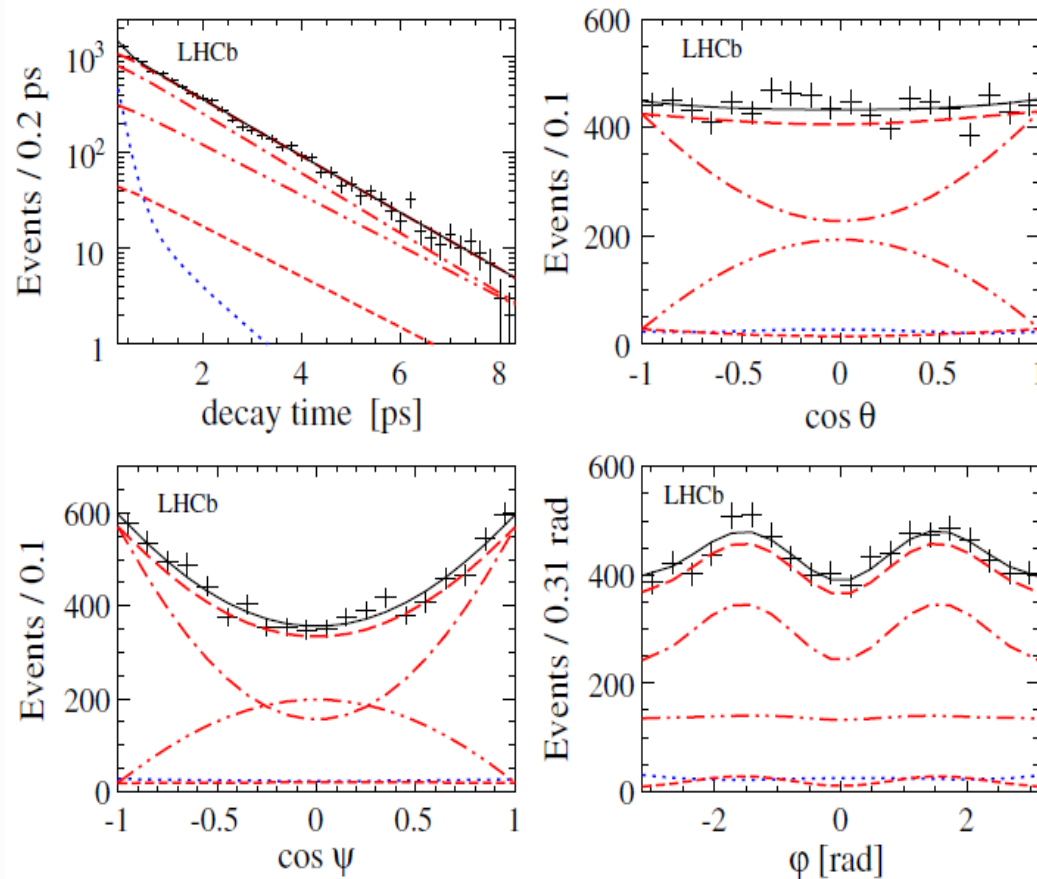 LHCb
Events / 0.2 ps
10³
10²
10
1
2
4
6
8
decay time [ps]
LHCb
Events / 0.1
600
400
200
0
-1
-0.5
0
0.5
1
cos θ
LHCb
Events / 0.1
600
400
200
0
-1
-0.5
0
0.5
1
cos ψ
LHCb
Events / 0.31 rad
600
400
200
0
-2
0
2
φ [rad]